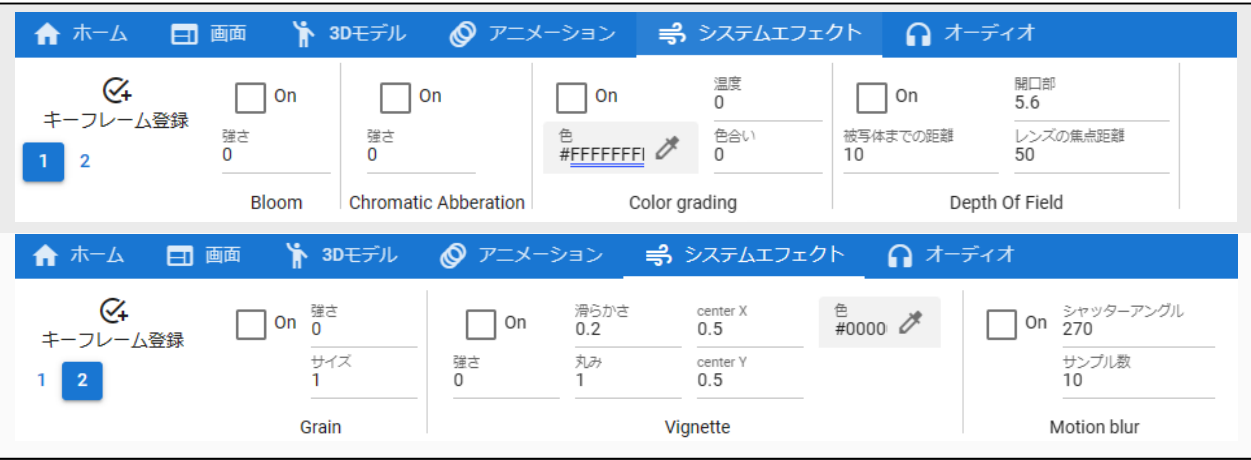 ホーム 画面 3Dモデル アニメーション システムエフェクト オーディオ
キーフレーム登録
1 2
On
強さ
0
Bloom
On
強さ
0
Chromatic Abberation
On
温度
0
色
#FFFFFFF
色合い
0
Color grading
On
開口部
5.6
被写体までの距離
10
レンズの焦点距離
50
Depth Of Field
ホーム 画面 3Dモデル アニメーション システムエフェクト オーディオ
キーフレーム登録
1 2
On
強さ
0
サイズ
1
Grain
On
滑らかさ
0.2
center X
0.5
色
#0000
強さ
0
丸み
1
center Y
0.5
Vignette
On
シャッターアングル
270
サンプル数
10
Motion blur